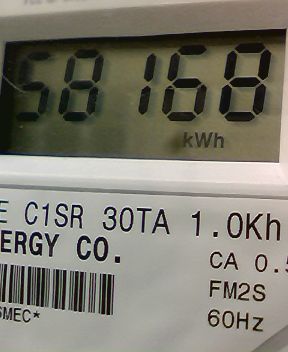 58168
kWh
E C1SR 30TA 1.0Kh
ERGY CO.
CA 0.5
FM2S
60Hz
SMEC*